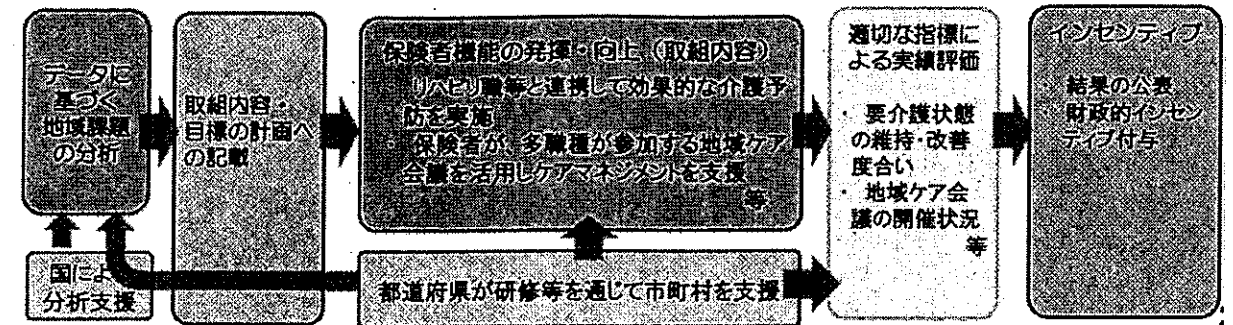 データに
基づく
地域課題
の分析
国による
分析支援
取組内容・
目標の計画へ
の記載
保険者機能の発揮・向上（取組内容）
・ リハビリ職等と連携して効果的な介護予
防を実施
・ 保険者が、多職種が参加する地域ケア
会議を活用しケアマネジメントを支援
等
都道府県が研修等を通じて市町村を支援
適切な指標に
よる実績評価
・ 要介護状態
の維持・改善
度合い
・ 地域ケア会
議の開催状況
等
インセンティブ
・ 結果の公表
・ 財政的インセン
ティブ付与